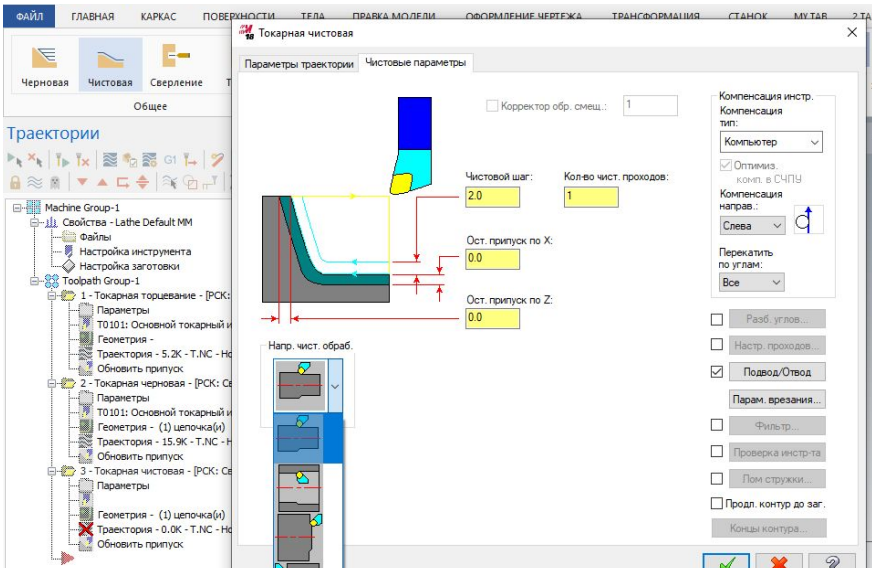 ФАЙЛ ГЛАВНАЯ КАРКАС ПОВЕРХНОСТИ ТЕЛА ПРАВКА МОДЕЛИ ОФОРМЛЕНИЕ ЧЕРТЕЖА ТРАНСФОРМАЦИЯ СТАНОК MY TAB
Токарная чистовая
Параметры траектории Чистовые параметры
Черновая Чистовая Сверление
Общее
Траектории
G1
Machine Group-1
Свойства - Lathe Default MM
Файлы
Настройка инструмента
Настройка заготовки
Toolpath Group-1
1 - Токарная торцевание - [РСК:
Параметры
T0101: Основной токарный и
Геометрия -
Траектория - 5.2K - T.NC - Но
Обновить припуск
2 - Токарная черновая - [РСК: Св
Параметры
T0101: Основной токарный и
Геометрия - (1) цепочка(и)
Траектория - 15.9K - T.NC - Н
Обновить припуск
3 - Токарная чистовая - [РСК: Св
Параметры
Геометрия - (1) цепочка(и)
Траектория - 0.0K - T.NC - Но
Обновить припуск
Корректор обр. смещ.: 1
Чистовой шаг: Кол-во чист. проходов:
2.0 1
Ост. припуск по X:
0.0
Ост. припуск по Z:
0.0
Напр. чист. обраб.
Компенсация инстр.
Компенсация
тип:
Компьютер
Оптимиз.
комп. в СЧПУ
Компенсация
направ.:
Слева
Перекатить
по углам:
Все
Разб. углов...
Настр. проходов...
Подвод/Отвод
Парам. врезания...
Фильтр...
Проверка инстр-та
Лом стружки...
Продл. контур до заг.
Концы контура...